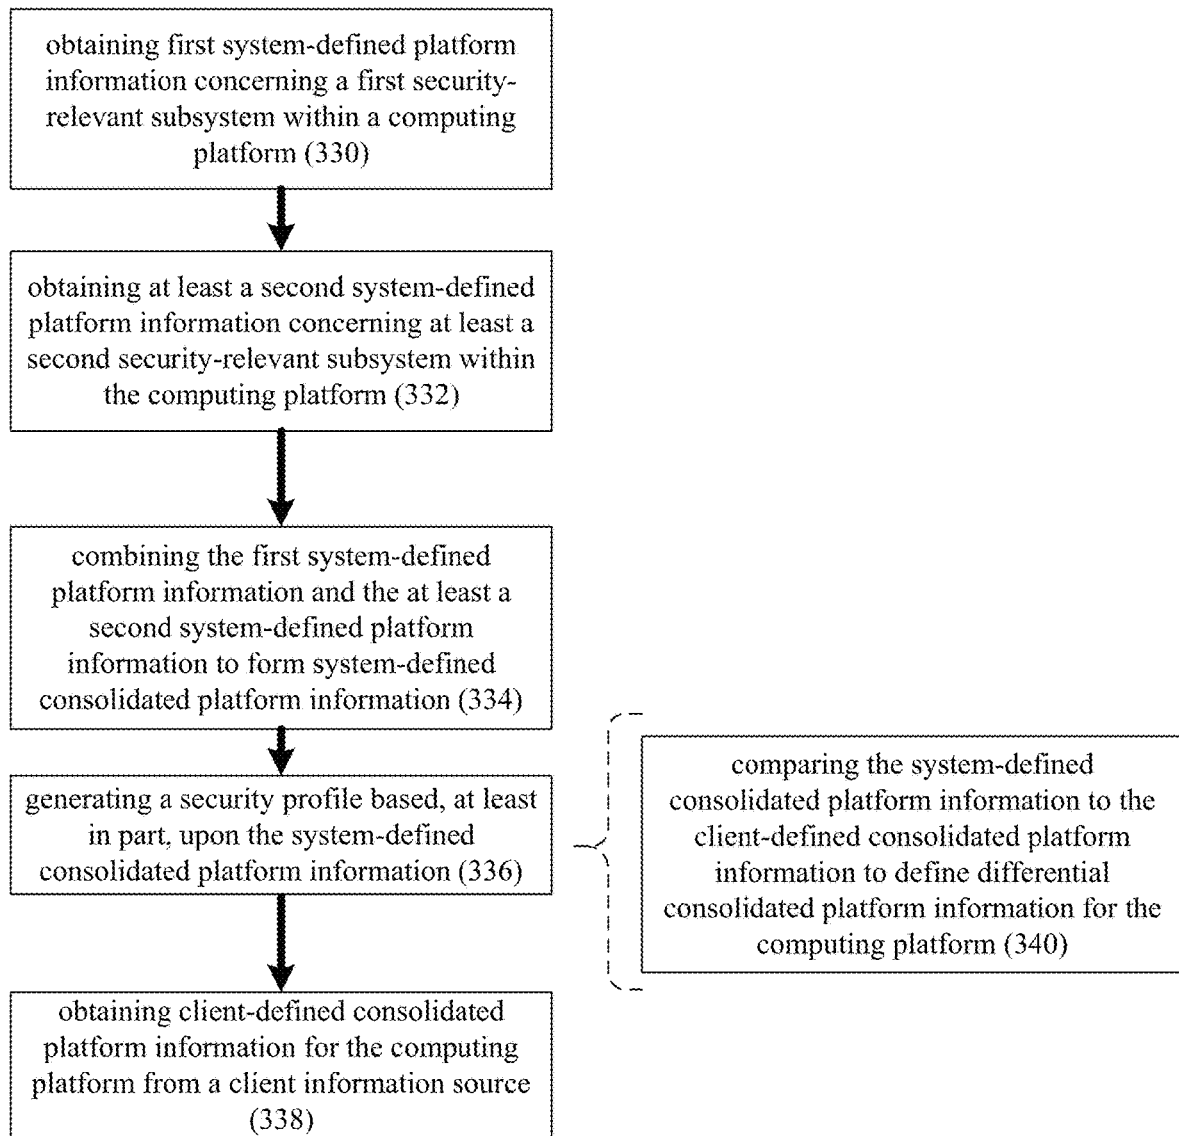 obtaining first system-defined platform
information concerning a first security-
relevant subsystem within a computing
platform (330)
obtaining at least a second system-defined
platform information concerning at least a
second security-relevant subsystem within
the computing platform (332)
combining the first system-defined
platform information and the at least a
second system-defined platform
information to form system-defined
consolidated platform information (334)
generating a security profile based, at least
in part, upon the system-defined
consolidated platform information (336)
comparing the system-defined
consolidated platform information to the
client-defined consolidated platform
information to define differential
consolidated platform information for the
computing platform (340)
obtaining client-defined consolidated
platform information for the computing
platform from a client information source
(338)